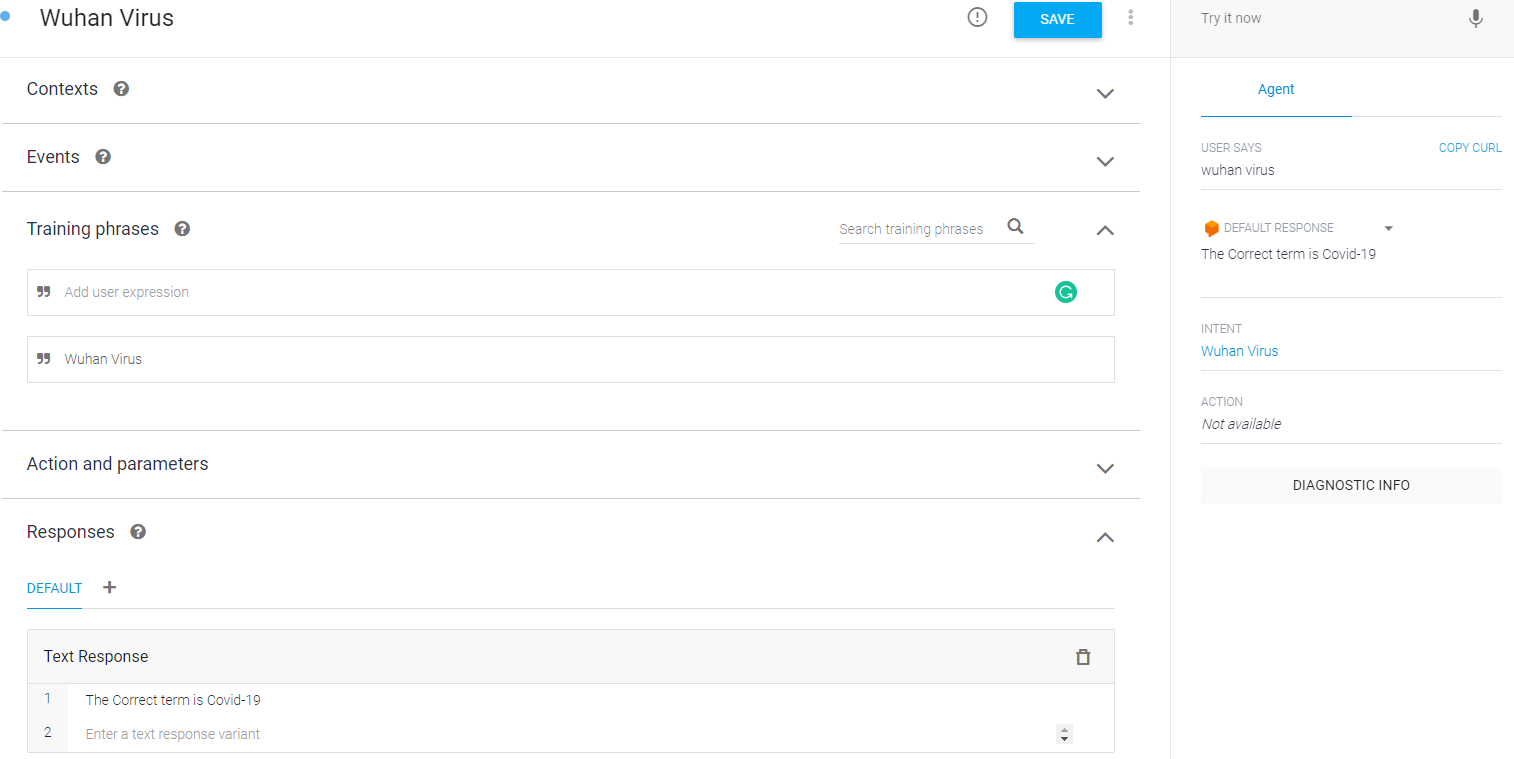 Wuhan Virus
SAVE
Contexts
Events
Training phrases
Search training phrases
Add user expression
Wuhan Virus
Action and parameters
Responses
DEFAULT
Text Response
1 The Correct term is Covid-19
2 Enter a text response variant
Try it now
Agent
USER SAYS COPY CURL
wuhan virus
DEFAULT RESPONSE
The Correct term is Covid-19
INTENT
Wuhan Virus
ACTION
Not available
DIAGNOSTIC INFO